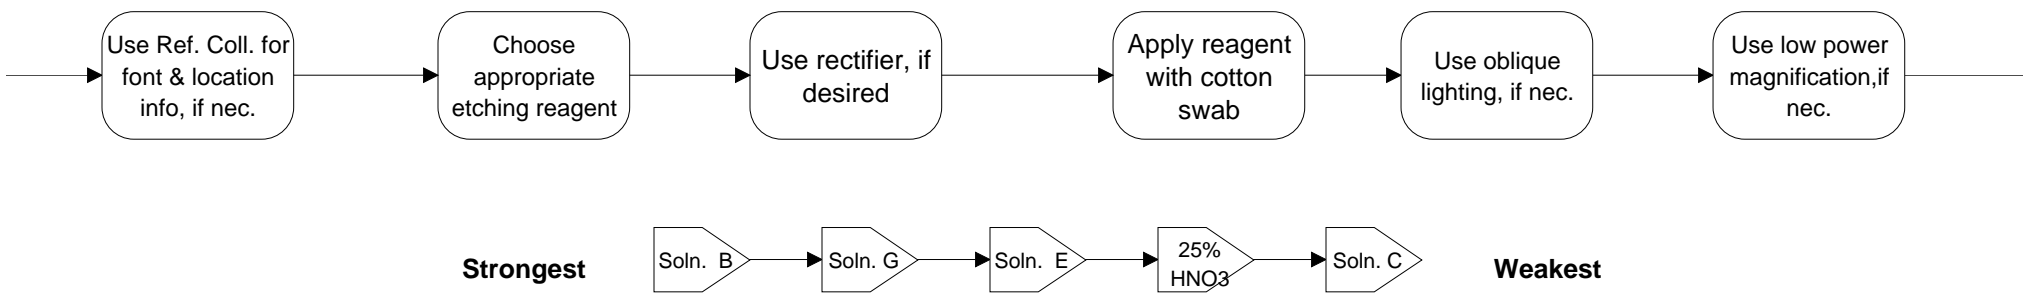 Use Ref. Coll. for
font & location
info, if nec.
Choose
appropriate
etching reagent
Use rectifier, if
desired
Apply reagent
with cotton
swab
Use oblique
lighting, if nec.
Use low power
magnification,if
nec.
Strongest
Soln. B
Soln. G
Soln. E
25%
HNO3
Soln. C
Weakest